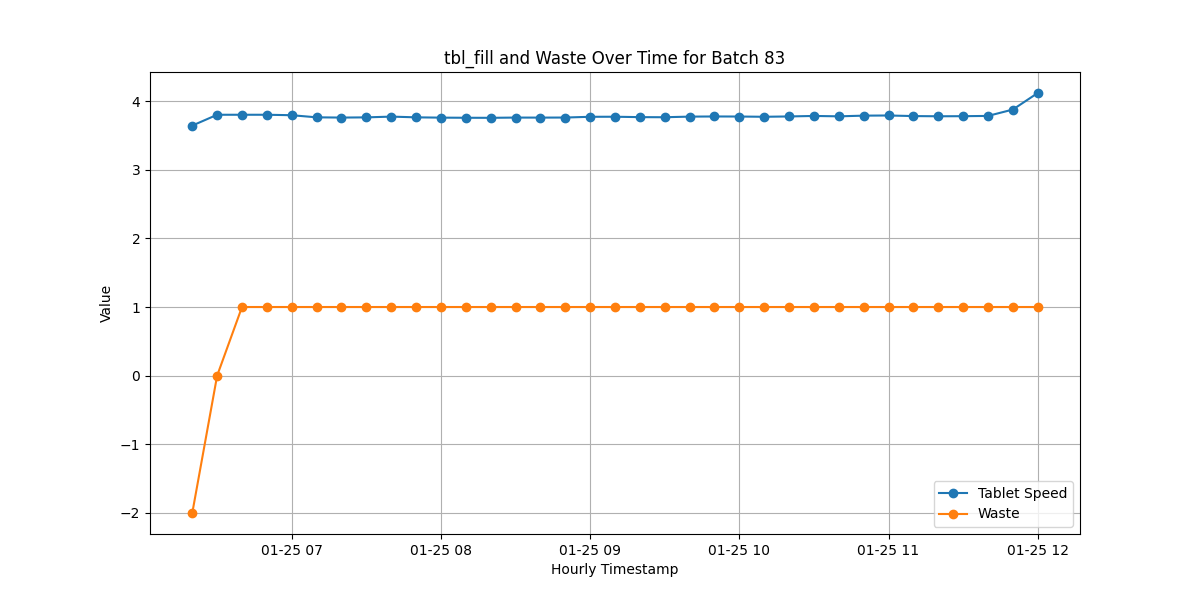 tbl_fill and Waste Over Time for Batch 83
4
3
2
1
0
−1
−2
Value
Tablet Speed
Waste
01-25 07 01-25 08 01-25 09 01-25 10 01-25 11 01-25 12
Hourly Timestamp